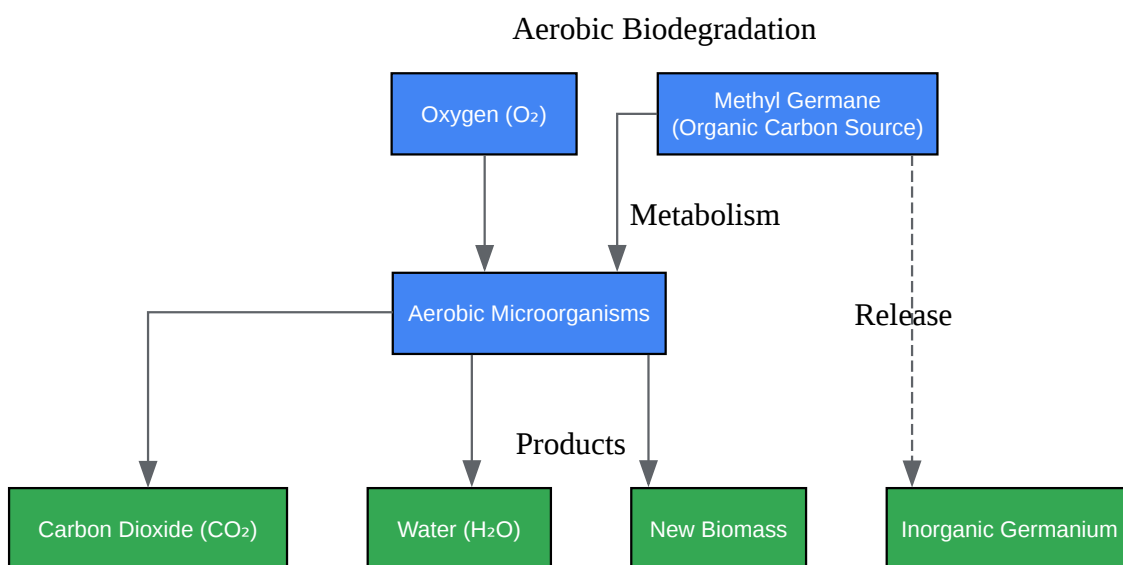 Aerobic Biodegradation
Oxygen (O₂)
Methyl Germane
(Organic Carbon Source)
Metabolism
Aerobic Microorganisms
Release
Products
Carbon Dioxide (CO₂)
Water (H₂O)
New Biomass
Inorganic Germanium